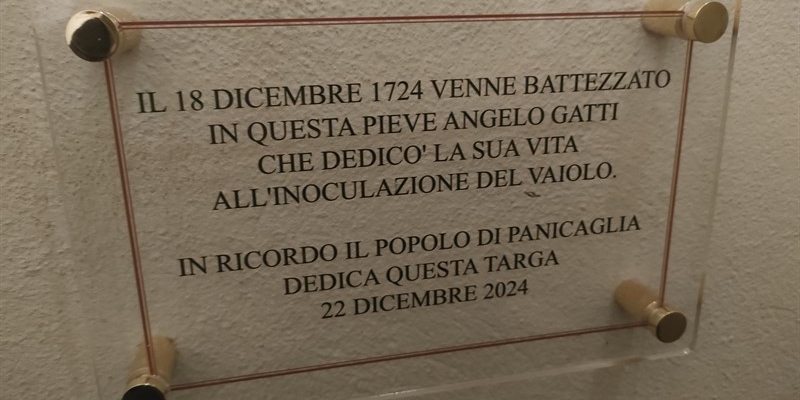 IL 18 DICEMBRE 1724 VENNE BATTEZZATO
IN QUESTA PIEVE ANGELO GATTI
CHE DEDICO' LA SUA VITA
ALL'INOCULAZIONE DEL VAIOLO.
IN RICORDO IL POPOLO DI PANICAGLIA
DEDICA QUESTA TARGA
22 DICEMBRE 2024